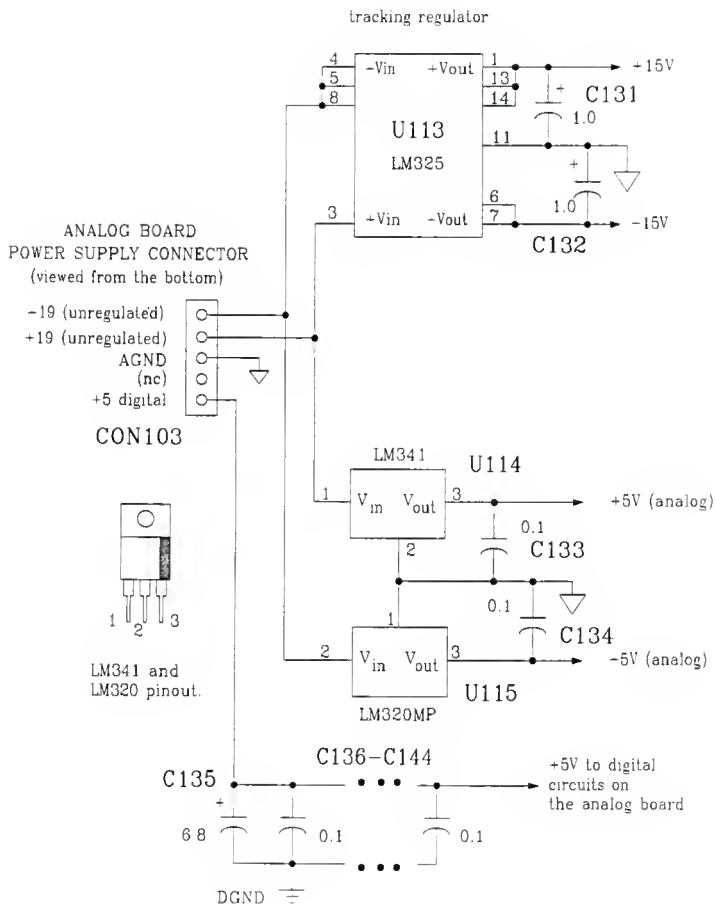 tracking regulator
4
−Vin
+Vout
1
+15V
5
13
C131
8
14
+
U113
1.0
11
LM325
+
6
1.0
3
+Vin
−Vout
7
−15V
C132
ANALOG BOARD
POWER SUPPLY CONNECTOR
(viewed from the bottom)
−19 (unregulated)
+19 (unregulated)
AGND
(nc)
+5 digital
CON103
LM341
U114
1
Vin
Vout
3
+5V (analog)
0.1
2
C133
0.1
1
C134
1
2
3
2
Vin
Vout
3
−5V (analog)
LM341 and
LM320 pinout.
U115
LM320MP
C136−C144
C135
+5V to digital
circuits on
the analog board
+
6 8
0.1
0.1
DGND